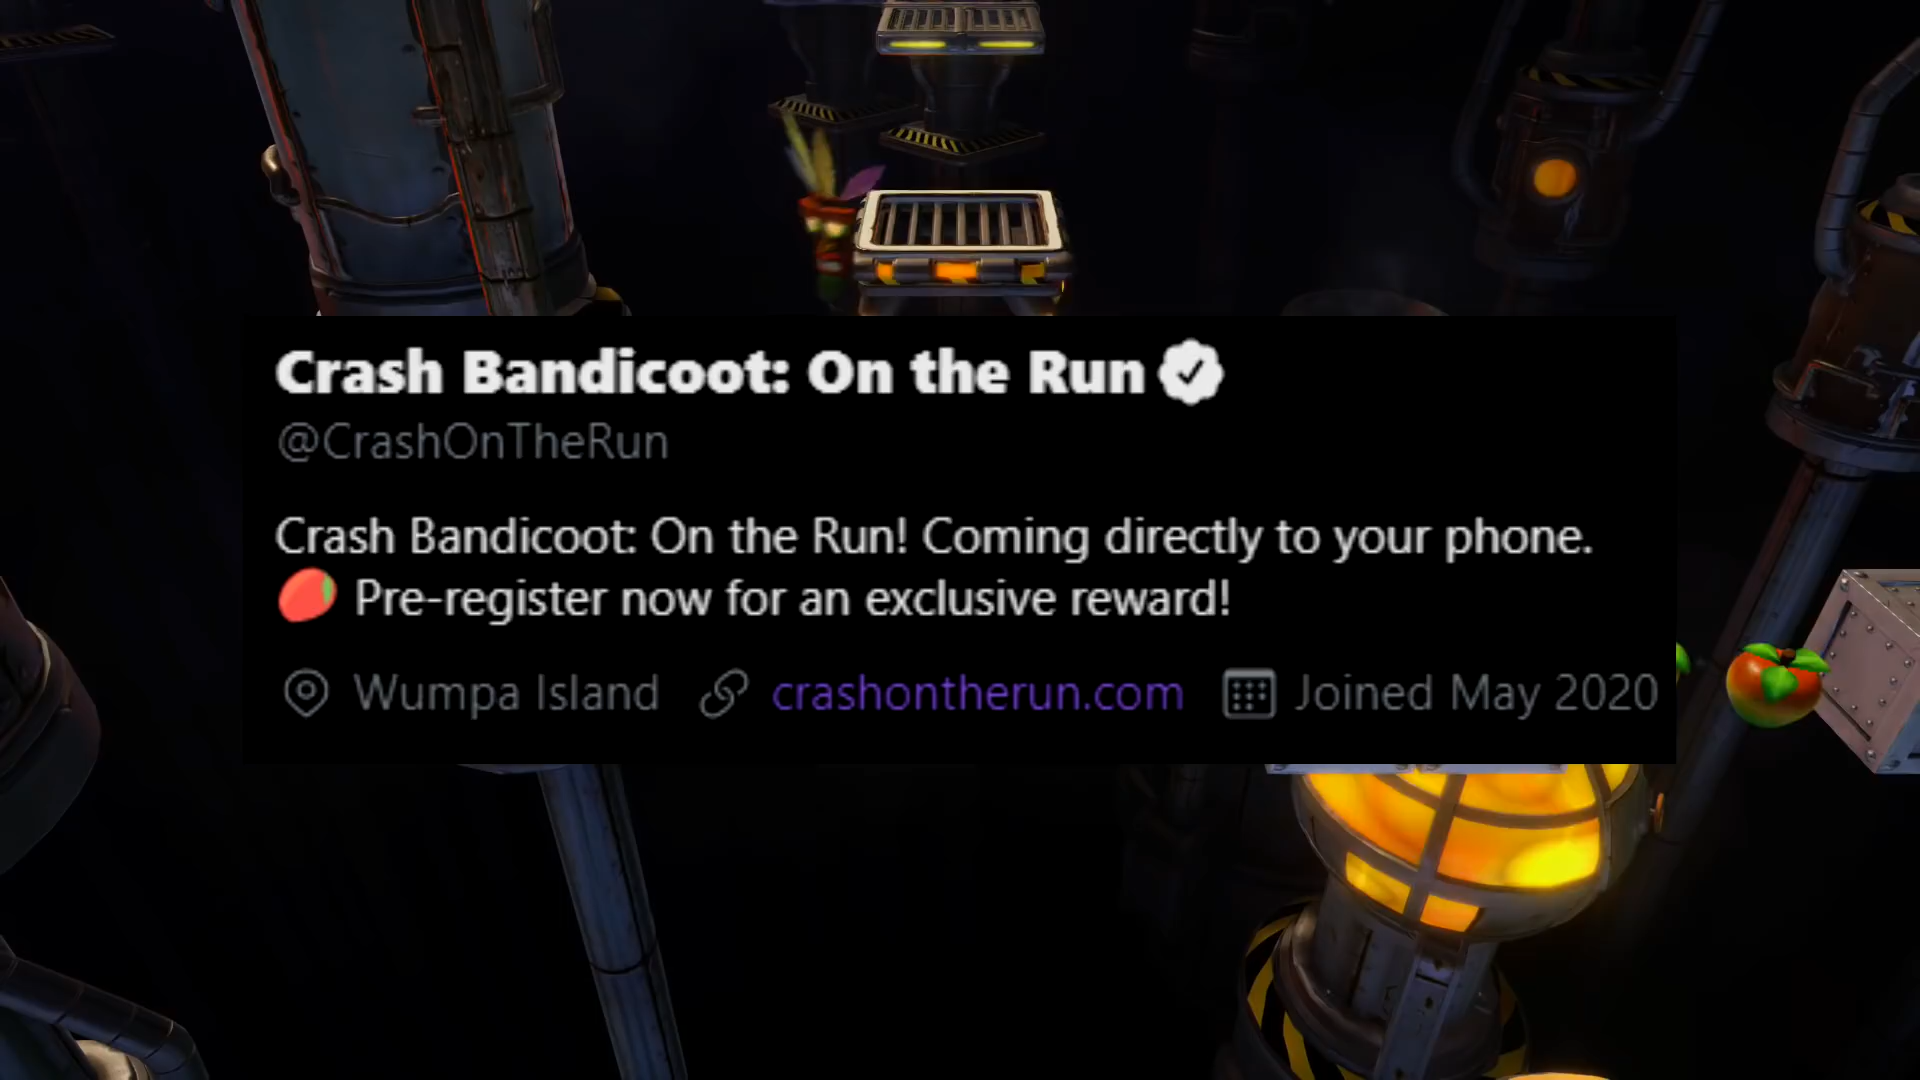 Crash Bandicoot: On the Run
@CrashOnTheRun
Crash Bandicoot: On the Run! Coming directly to your phone.
🥭 Pre-register now for an exclusive reward!
Wumpa Island crashontherun.com Joined May 2020